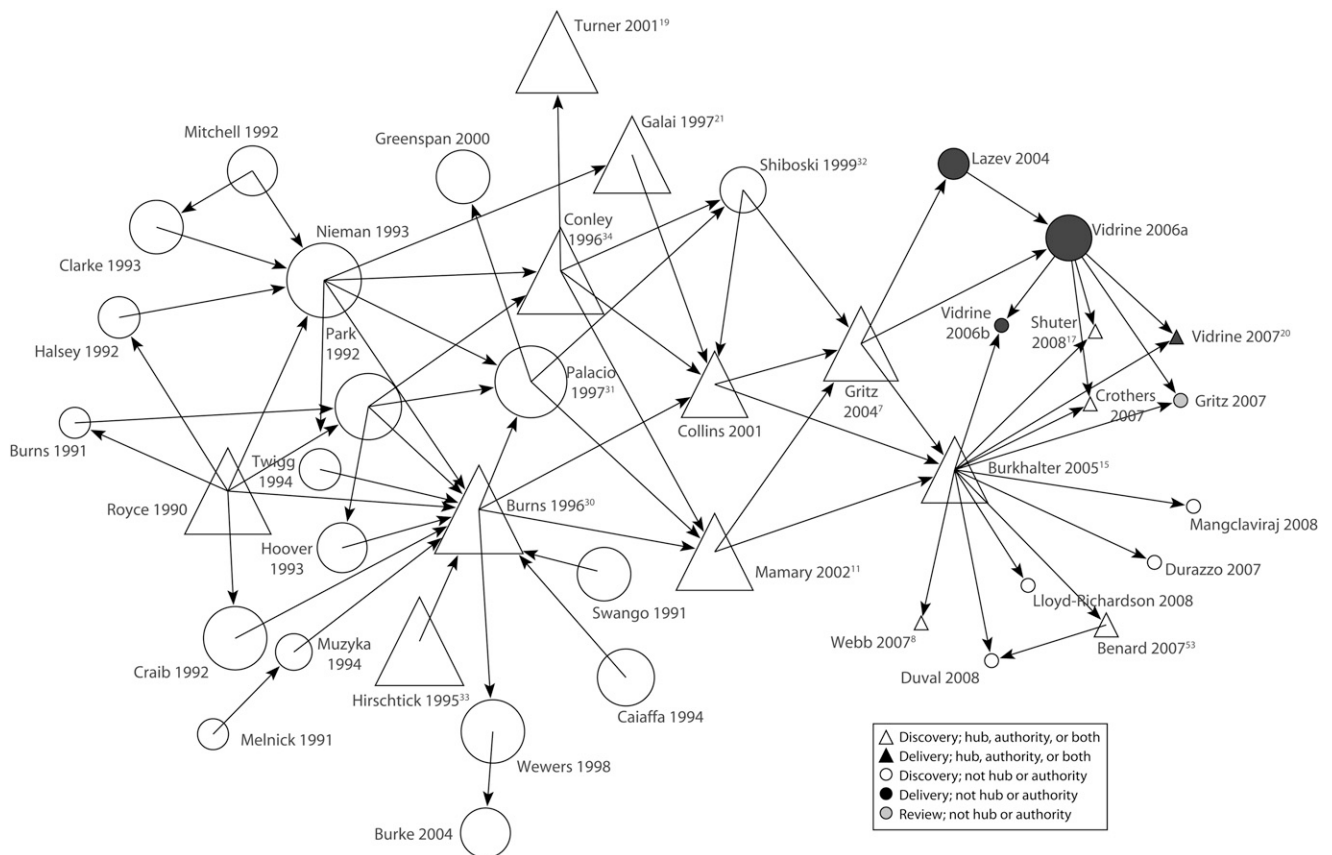 Turner 2001¹⁹
Galai 1997²¹
Mitchell 1992
Greenspan 2000
Shiboski 1999³²
Lazev 2004
Nieman 1993
Conley
1996³⁴
Vidrine 2006a
Clarke 1993
Vidrine
2006b
Shuter
2008¹⁷
Vidrine 2007²⁰
Halsey 1992
Park
1992
Palacio
1997³¹
Gritz
2004⁷
Crothers
2007
Gritz 2007
Burns 1991
Collins 2001
Twigg
1994
Burkhalter 2005¹⁵
Royce 1990
Burns 1996³⁰
Mangclaviraj 2008
Hoover
1993
Mamary 2002¹¹
Durazzo 2007
Swango 1991
Lloyd-Richardson 2008
Webb 2007⁸
Benard 2007⁵³
Muzyka
1994
Craib 1992
Duval 2008
Hirschtick 1995³³
Caiaffa 1994
Melnick 1991
Wewers 1998
Burke 2004
Discovery; hub, authority, or both
Delivery; hub, authority, or both
Discovery; not hub or authority
Delivery; not hub or authority
Review; not hub or authority